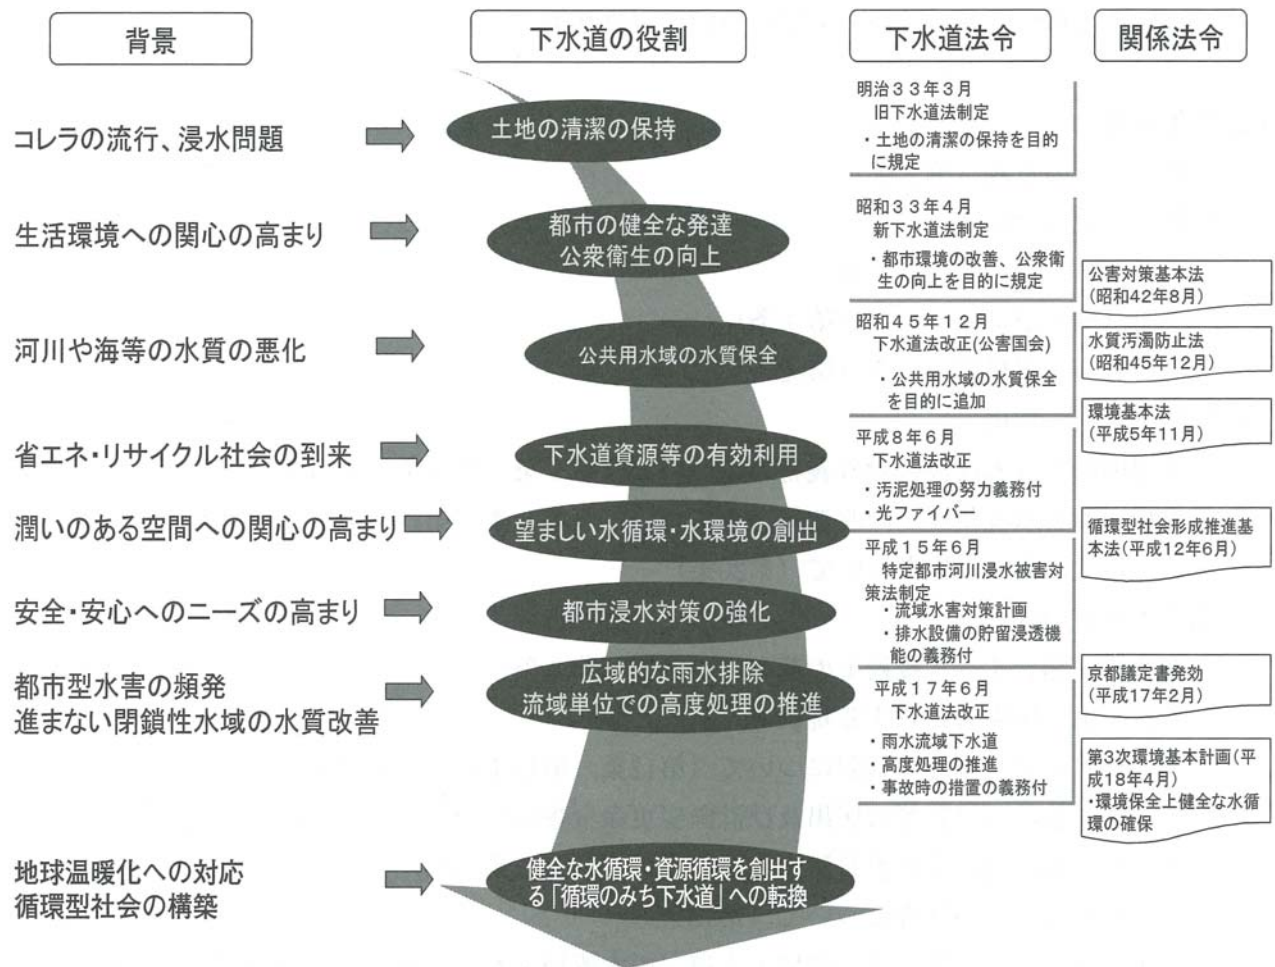 背景
下水道の役割
下水道法令
関係法令
コレラの流行、浸水問題
土地の清潔の保持
明治33年3月
旧下水道法制定
・土地の清潔の保持を目的
に規定
生活環境への関心の高まり
都市の健全な発達
公衆衛生の向上
昭和33年4月
新下水道法制定
・都市環境の改善、公衆衛
生の向上を目的に規定
公害対策基本法
(昭和42年8月)
河川や海等の水質の悪化
公共用水域の水質保全
昭和45年12月
下水道法改正(公害国会)
・公共用水域の水質保全
を目的に追加
水質汚濁防止法
(昭和45年12月)
環境基本法
(平成5年11月)
省エネ・リサイクル社会の到来
下水道資源等の有効利用
平成8年6月
下水道法改正
・汚泥処理の努力義務付
・光ファイバー
潤いのある空間への関心の高まり
望ましい水循環・水環境の創出
循環型社会形成推進基
本法(平成12年6月)
安全・安心へのニーズの高まり
都市浸水対策の強化
平成15年6月
特定都市河川浸水被害対
策法制定
・流域水害対策計画
・排水設備の貯留浸透機
能の義務付
都市型水害の頻発
進まない閉鎖性水域の水質改善
広域的な雨水排除
流域単位での高度処理の推進
平成17年6月
下水道法改正
・雨水流域下水道
・高度処理の推進
・事故時の措置の義務付
京都議定書発効
(平成17年2月)
第3次環境基本計画(平
成18年4月)
・環境保全上健全な水循
環の確保
地球温暖化への対応
循環型社会の構築
健全な水循環・資源循環を創出す
る「循環のみち下水道」への転換